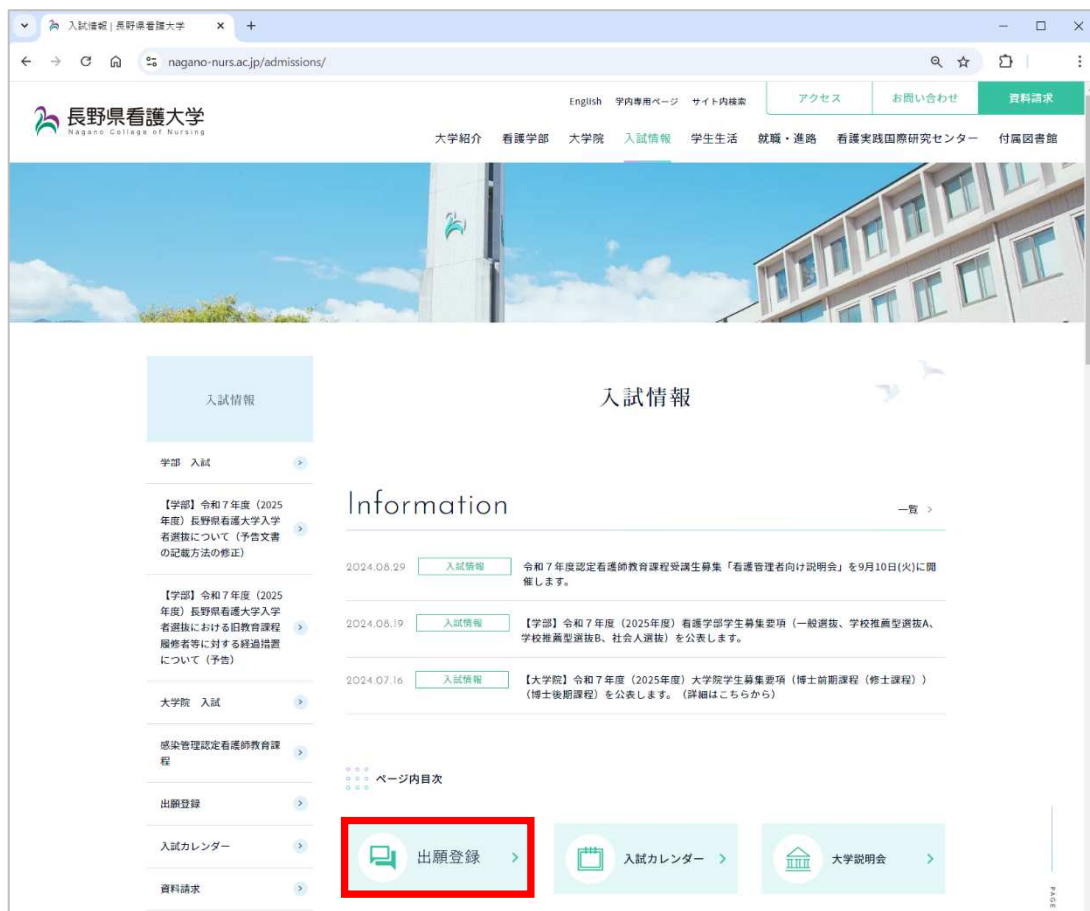 入試情報 | 長野県看護大学
nagano-nurs.ac.jp/admissions/
長野県看護大学
Nagano College of Nursing
English 学内専用ページ サイト内検索 アクセス お問い合わせ 資料請求
大学紹介 看護学部 大学院 入試情報 学生生活 就職・進路 看護実践国際研究センター 付属図書館
入試情報
学部 入試
【学部】令和7年度（2025
年度）長野県看護大学入学
者選抜について（予告文書
の記載方法の修正）
【学部】令和7年度（2025
年度）長野県看護大学入学
者選抜における旧教育課程
履修者等に対する経過措置
について（予告）
大学院 入試
感染管理認定看護師教育課
程
出願登録
入試カレンダー
資料請求
入試情報
Information
一覧
2024.08.29 入試情報 令和7年度認定看護師教育課程受講生募集「看護管理者向け説明会」を9月10日(火)に開
催します。
2024.08.19 入試情報 【学部】令和7年度（2025年度）看護学部学生募集要項（一般選抜、学校推薦型選抜A、
学校推薦型選抜B、社会人選抜）を公表します。
2024.07.16 入試情報 【大学院】令和7年度（2025年度）大学院学生募集要項（博士前期課程（修士課程））
（博士後期課程）を公表します。（詳細はこちらから）
ページ内目次
出願登録
入試カレンダー
大学説明会
PAGE